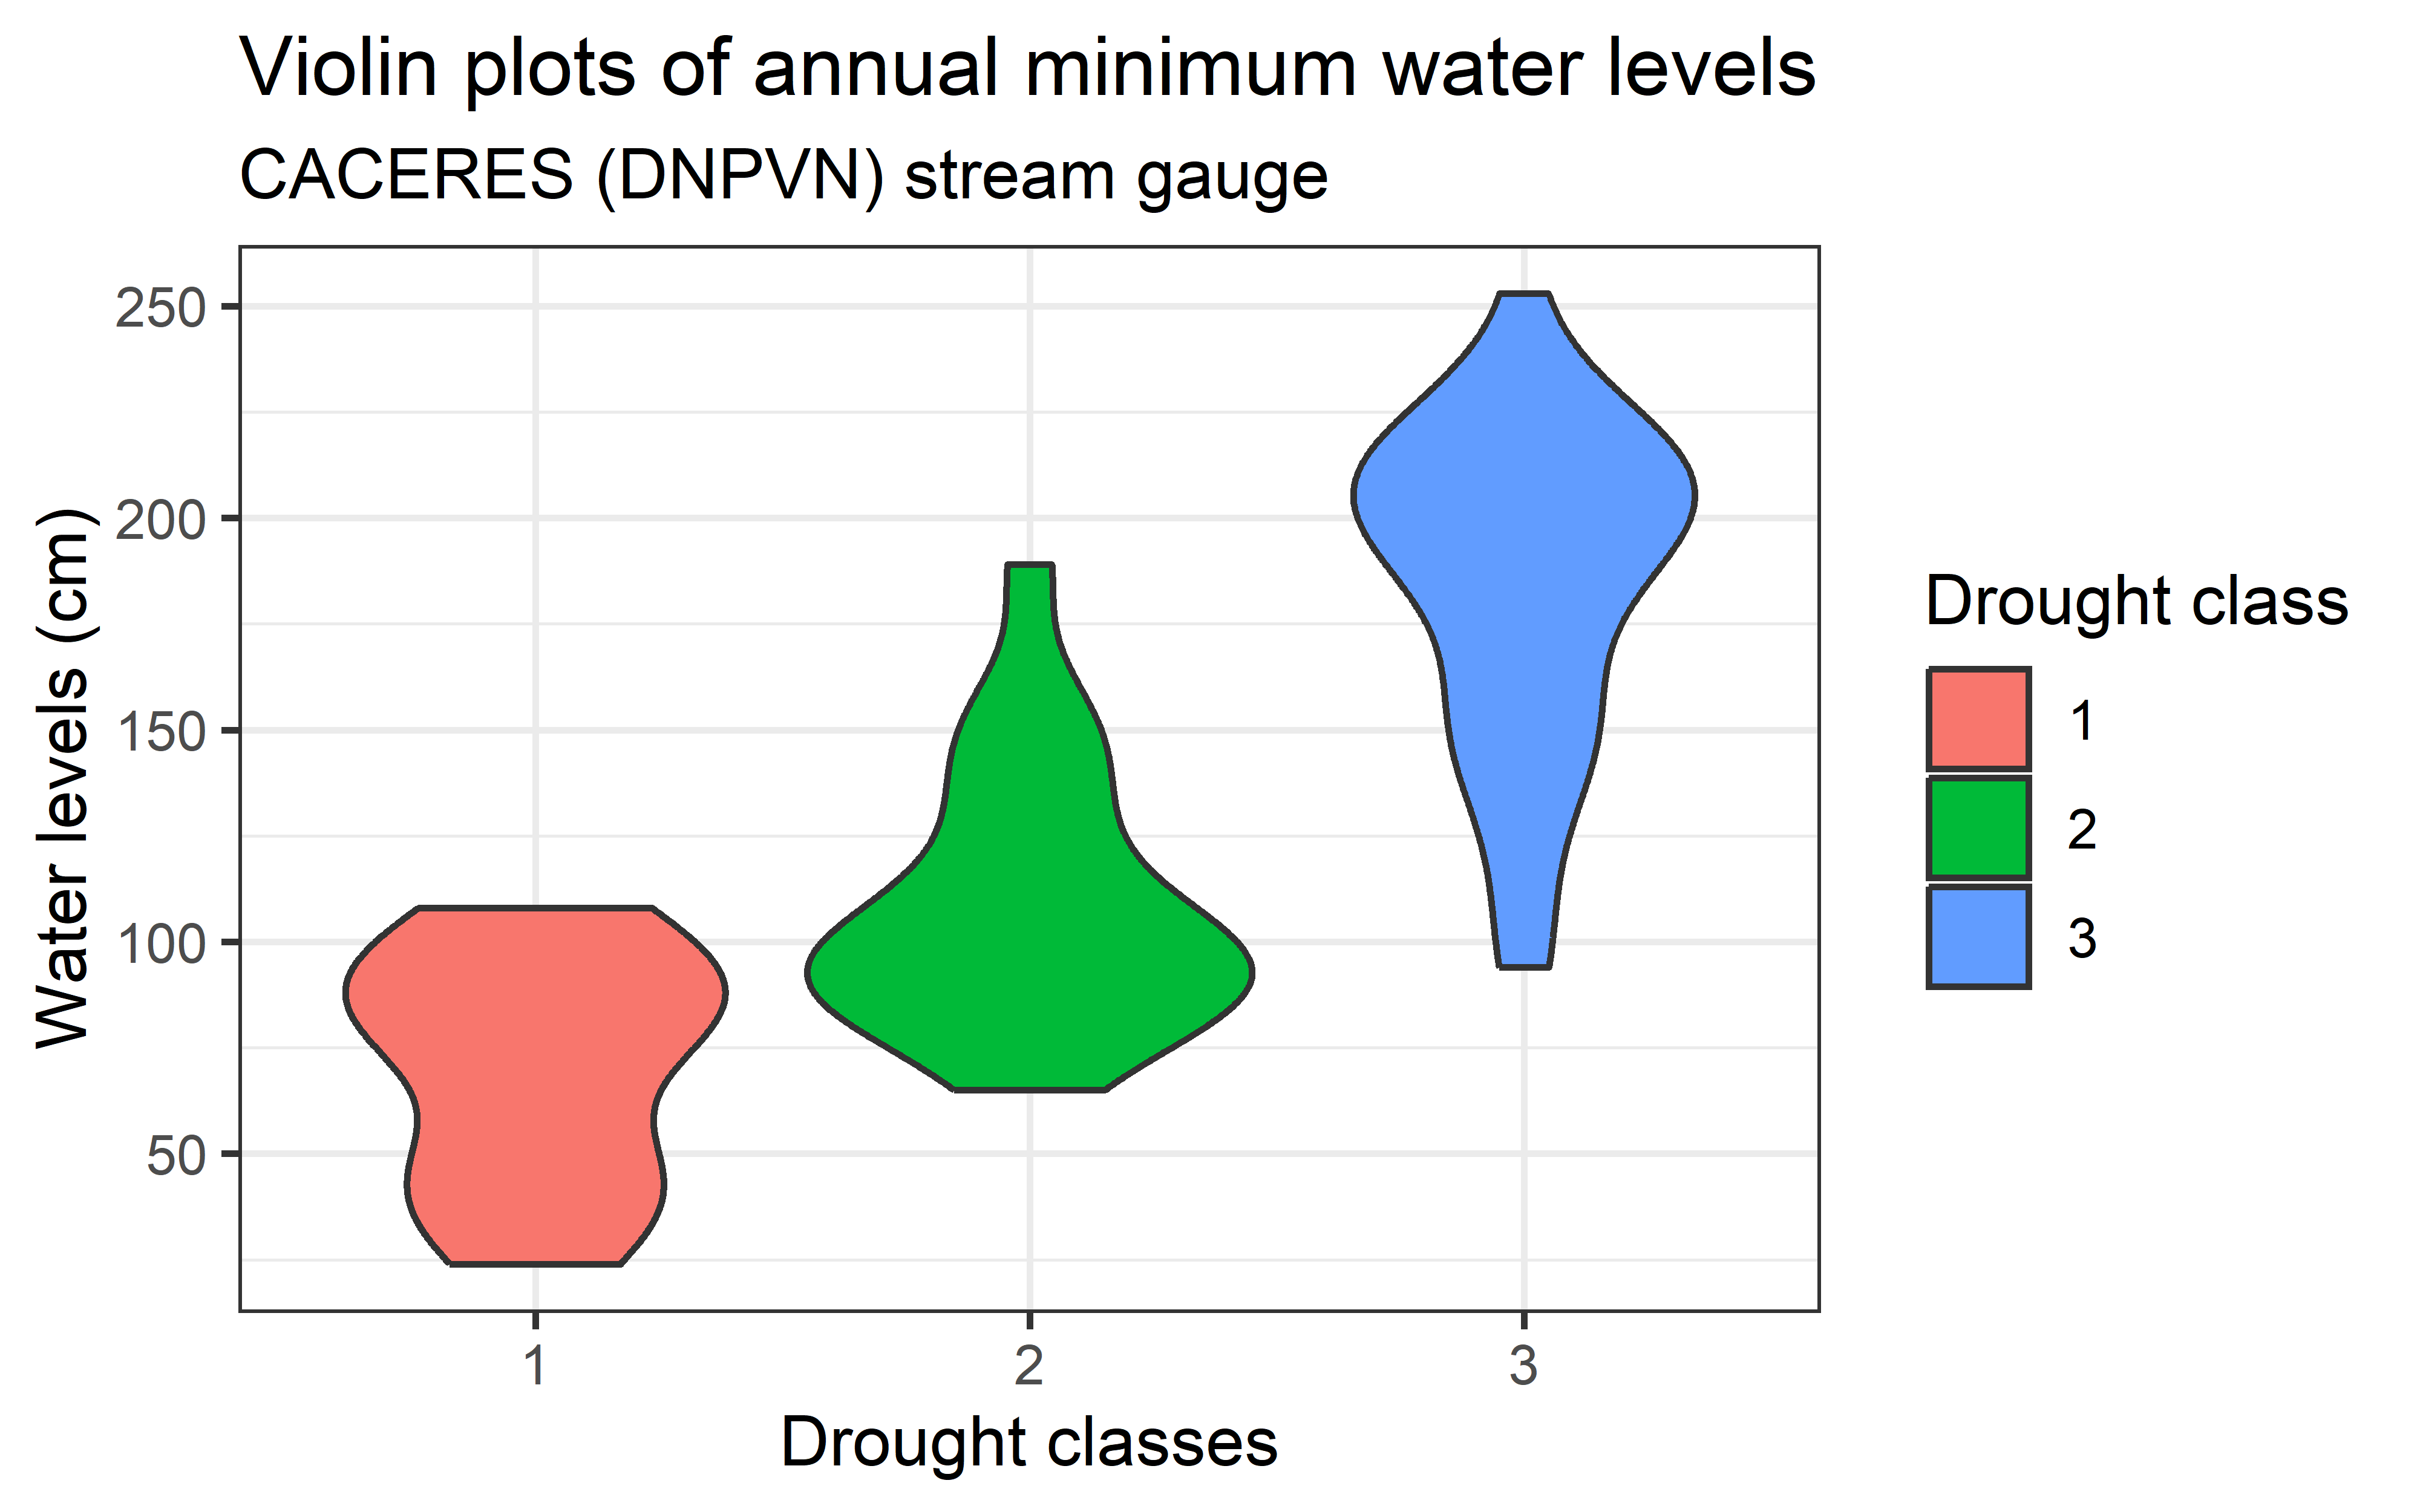 Violin plots of annual minimum water levels
CACERES (DNPVN) stream gauge
Water levels (cm)
250
200
150
100
50
1
2
3
Drought classes
Drought class
1
2
3